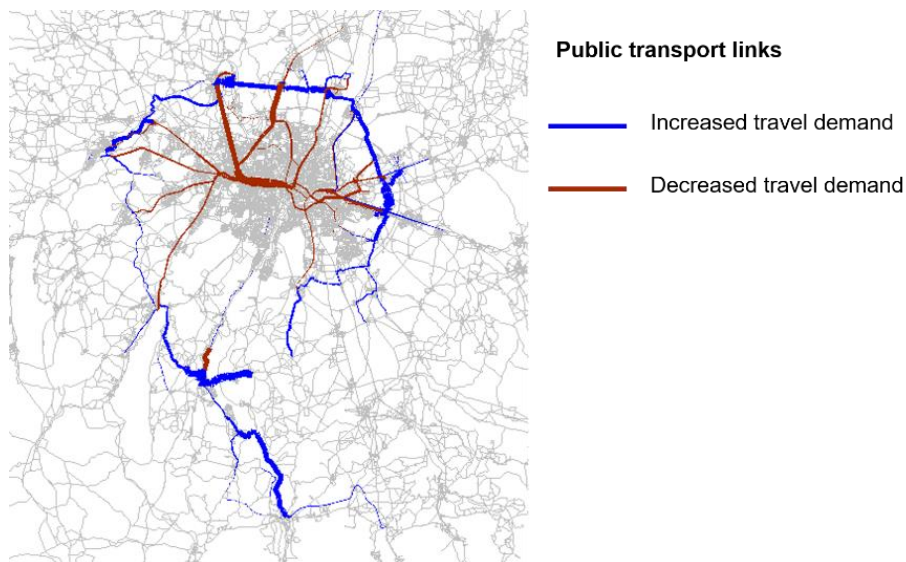 Public transport links
Increased travel demand
Decreased travel demand